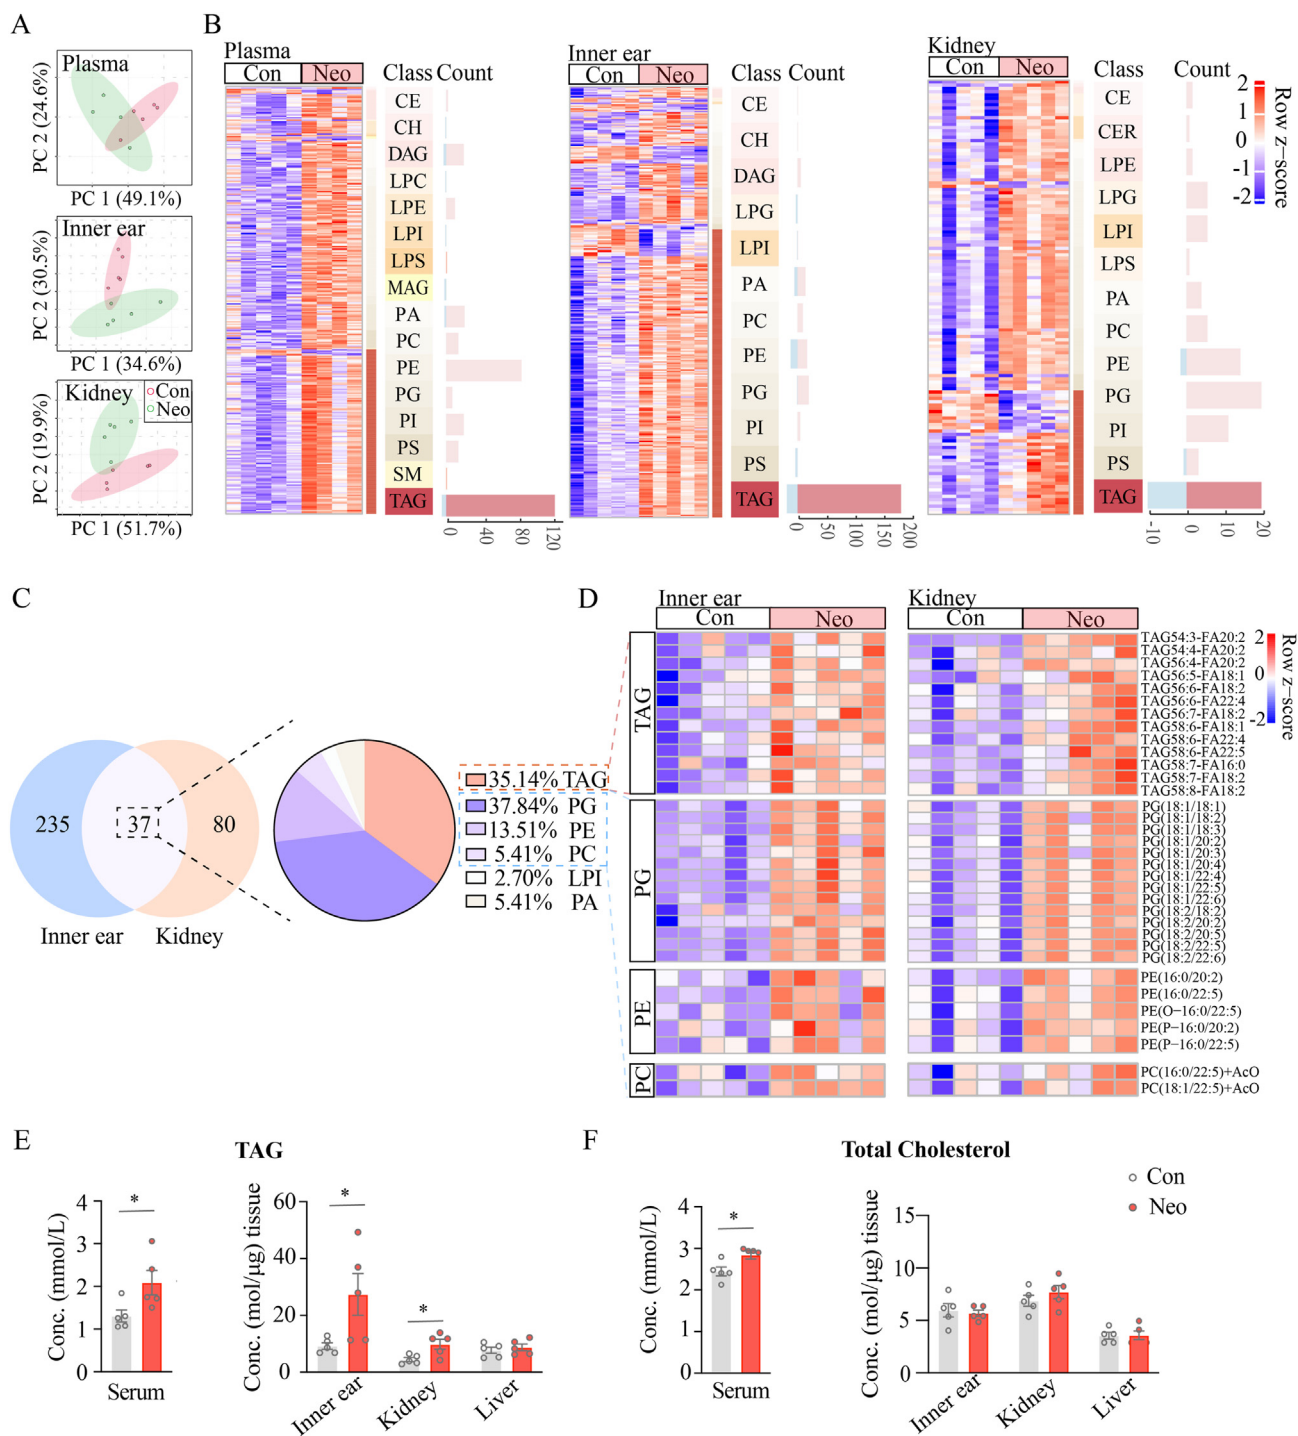 A
Plasma
PC 2 (24.6%)
PC 1 (49.1%)
Inner ear
PC 2 (30.5%)
PC 1 (34.6%)
Kidney
Con
Neo
PC 2 (19.9%)
PC 1 (51.7%)
B
Plasma
Con Neo
Class Count
CE
CH
DAG
LPC
LPE
LPI
LPS
MAG
PA
PC
PE
PG
PI
PS
SM
TAG
0 40 80 120
Inner ear
Con Neo
Class Count
CE
CH
DAG
LPG
LPI
PA
PC
PE
PG
PI
PS
TAG
0 50 100 150 200
Kidney
Con Neo
Class Count
CE
CER
LPE
LPG
LPI
LPS
PA
PC
PE
PG
PI
PS
TAG
-10 0 10 20
2
1
0
-1
-2
Row z-score
C
235 37 80
Inner ear Kidney
35.14% TAG
37.84% PG
13.51% PE
5.41% PC
2.70% LPI
5.41% PA
D
Inner ear
Con Neo
Kidney
Con Neo
TAG
TAG54:3-FA20:2
TAG54:4-FA20:2
TAG56:4-FA20:2
TAG56:5-FA18:1
TAG56:6-FA18:2
TAG56:6-FA22:4
TAG56:7-FA18:2
TAG58:6-FA18:1
TAG58:6-FA22:4
TAG58:6-FA22:5
TAG58:7-FA16:0
TAG58:7-FA18:2
TAG58:8-FA18:2
2
0
-2
Row z-score
PG
PG(18:1/18:1)
PG(18:1/18:2)
PG(18:1/18:3)
PG(18:1/20:2)
PG(18:1/20:3)
PG(18:1/20:4)
PG(18:1/22:4)
PG(18:1/22:5)
PG(18:1/22:6)
PG(18:2/18:2)
PG(18:2/20:2)
PG(18:2/20:5)
PG(18:2/22:5)
PG(18:2/22:6)
PE
PE(16:0/20:2)
PE(16:0/22:5)
PE(O-16:0/22:5)
PE(P-16:0/20:2)
PE(P-16:0/22:5)
PC
PC(16:0/22:5)+AcO
PC(18:1/22:5)+AcO
E
TAG
Conc. (mmol/L)
4
3
2
1
0
*
Serum
Conc. (mol/μg) tissue
60
40
20
0
*
*
Inner ear Kidney Liver
F
Total Cholesterol
Con
Neo
Conc. (mmol/L)
4
3
2
1
0
*
Serum
Conc. (mol/μg) tissue
15
10
5
0
Inner ear Kidney Liver